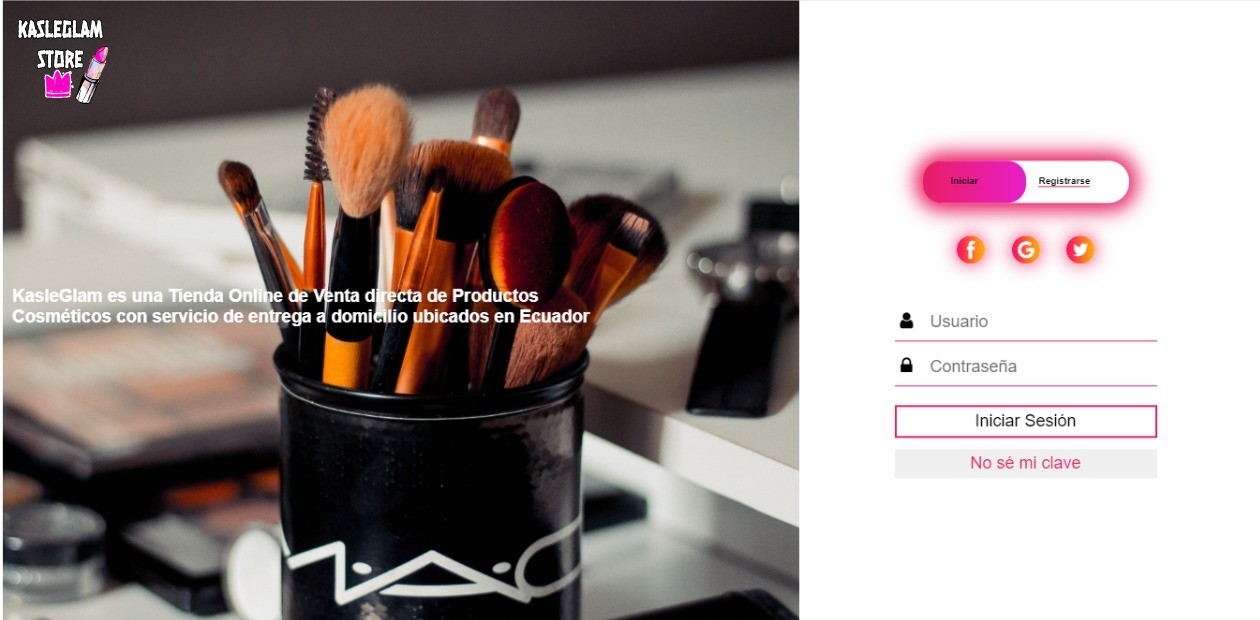 KASLEGLAM
STORE
KasleGlam es una Tienda Online de Venta directa de Productos
Cosméticos con servicio de entrega a domicilio ubicados en Ecuador
MAC
Iniciar
Registrarse
Usuario
Contraseña
Iniciar Sesión
No sé mi clave